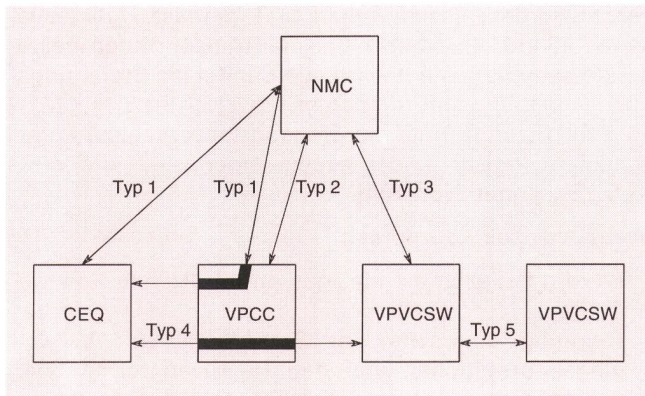 NMC
Typ 1
Typ 1
Typ 2
Typ 3
CEQ
VPCC
VPVCSW
VPVCSW
Typ 4
Typ 5